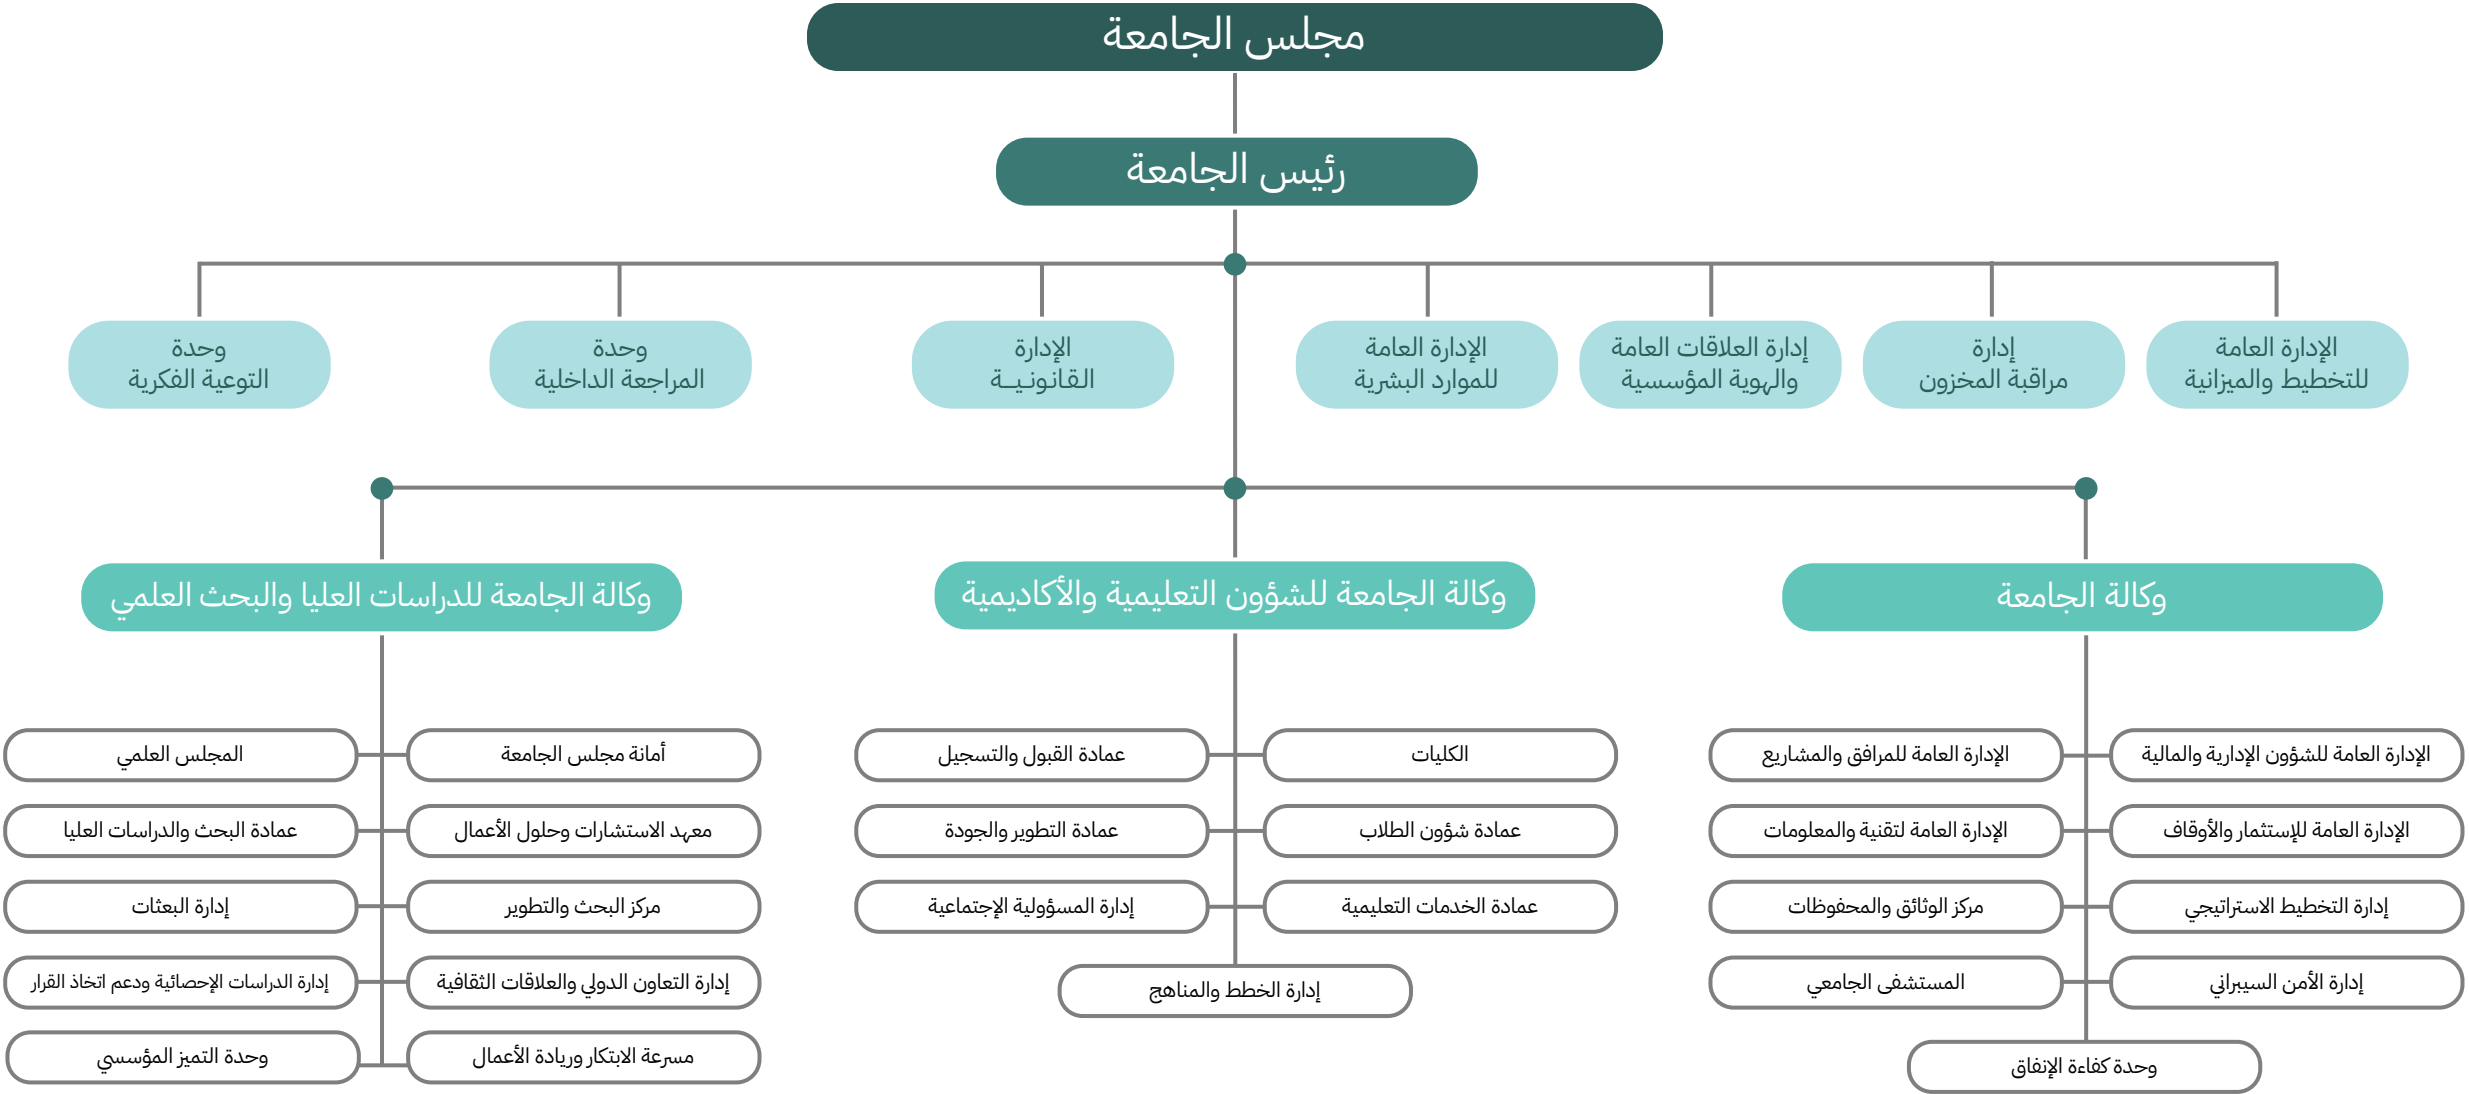 مجلس الجامعة
رئيس الجامعة
الإدارة العامة
للتخطيط والميزانية
إدارة
مراقبة المخزون
إدارة العلاقات العامة
والهوية المؤسسية
الإدارة العامة
للموارد البشرية
الإدارة
القـانـونـيـــة
وحدة
المراجعة الداخلية
وحدة
التوعية الفكرية
وكالة الجامعة
الإدارة العامة للشؤون الإدارية والمالية
الإدارة العامة للمرافق والمشاريع
الإدارة العامة للإستثمار والأوقاف
الإدارة العامة لتقنية والمعلومات
إدارة التخطيط الاستراتيجي
مركز الوثائق والمحفوظات
إدارة الأمن السيبراني
المستشفى الجامعي
وحدة كفاءة الإنفاق
وكالة الجامعة للشؤون التعليمية والأكاديمية
الكليات
عمادة القبول والتسجيل
عمادة شؤون الطلاب
عمادة التطوير والجودة
عمادة الخدمات التعليمية
إدارة المسؤولية الإجتماعية
إدارة الخطط والمناهج
وكالة الجامعة للدراسات العليا والبحث العلمي
أمانة مجلس الجامعة
المجلس العلمي
معهد الاستشارات وحلول الأعمال
عمادة البحث والدراسات العليا
مركز البحث والتطوير
إدارة البعثات
إدارة التعاون الدولي والعلاقات الثقافية
إدارة الدراسات الإحصائية ودعم اتخاذ القرار
مسرعة الابتكار وريادة الأعمال
وحدة التميز المؤسسي